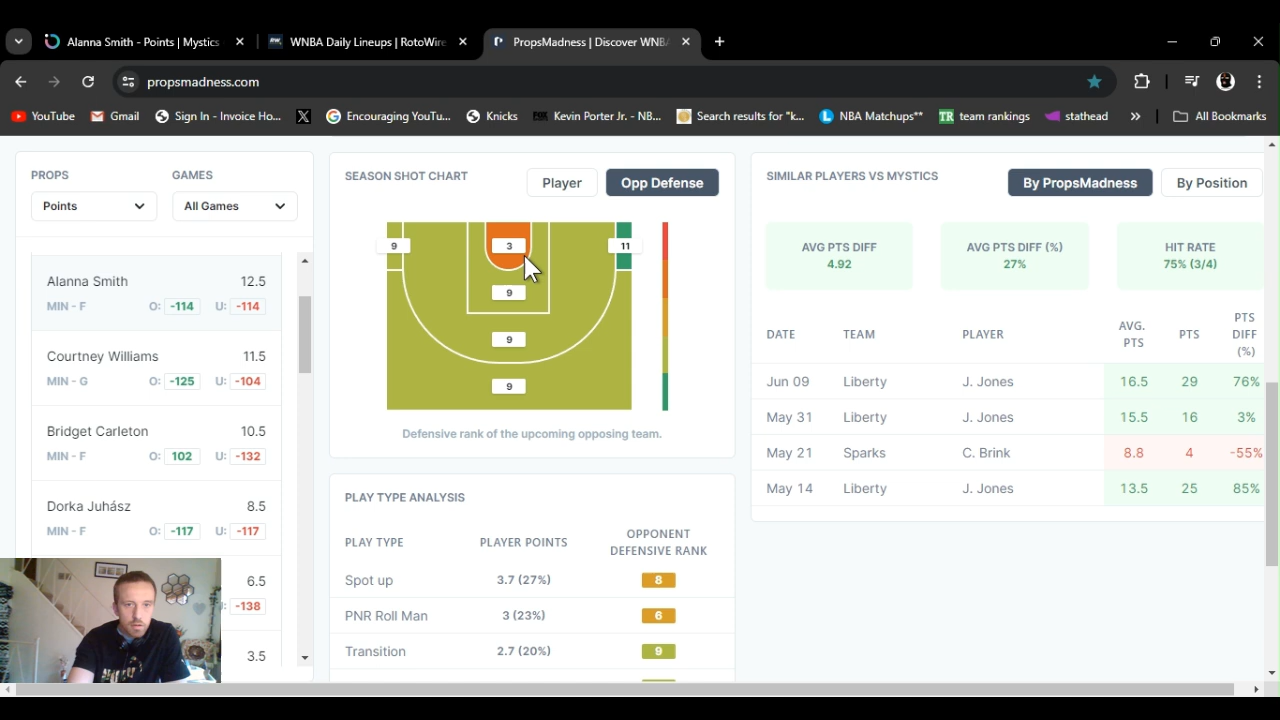 Alanna Smith - Points | Mystics
WNBA Daily Lineups | RotoWire
PropsMadness | Discover WNBA
propsmadness.com
YouTube
Gmail
Sign In - Invoice Ho...
Encouraging YouTu...
Knicks
Kevin Porter Jr. - NB...
Search results for "k...
NBA Matchups**
TR team rankings
stathead
»
All Bookmarks
PROPS
GAMES
Points
All Games
Alanna Smith 12.5
MIN - F O: -114 U: -114
Courtney Williams 11.5
MIN - G O: -125 U: -104
Bridget Carleton 10.5
MIN - F O: 102 U: -132
Dorka Juhász 8.5
MIN - F O: -117 U: -117
6.5
-138
3.5
SEASON SHOT CHART
Player
Opp Defense
9 3 11
9
9
9
Defensive rank of the upcoming opposing team.
PLAY TYPE ANALYSIS
PLAY TYPE PLAYER POINTS OPPONENT
DEFENSIVE RANK
Spot up 3.7 (27%) 8
PNR Roll Man 3 (23%) 6
Transition 2.7 (20%) 9
SIMILAR PLAYERS VS MYSTICS
By PropsMadness
By Position
AVG PTS DIFF
4.92
AVG PTS DIFF (%)
27%
HIT RATE
75% (3/4)
DATE TEAM PLAYER AVG.
PTS PTS PTS
DIFF
(%)
Jun 09 Liberty J. Jones 16.5 29 76%
May 31 Liberty J. Jones 15.5 16 3%
May 21 Sparks C. Brink 8.8 4 -55%
May 14 Liberty J. Jones 13.5 25 85%